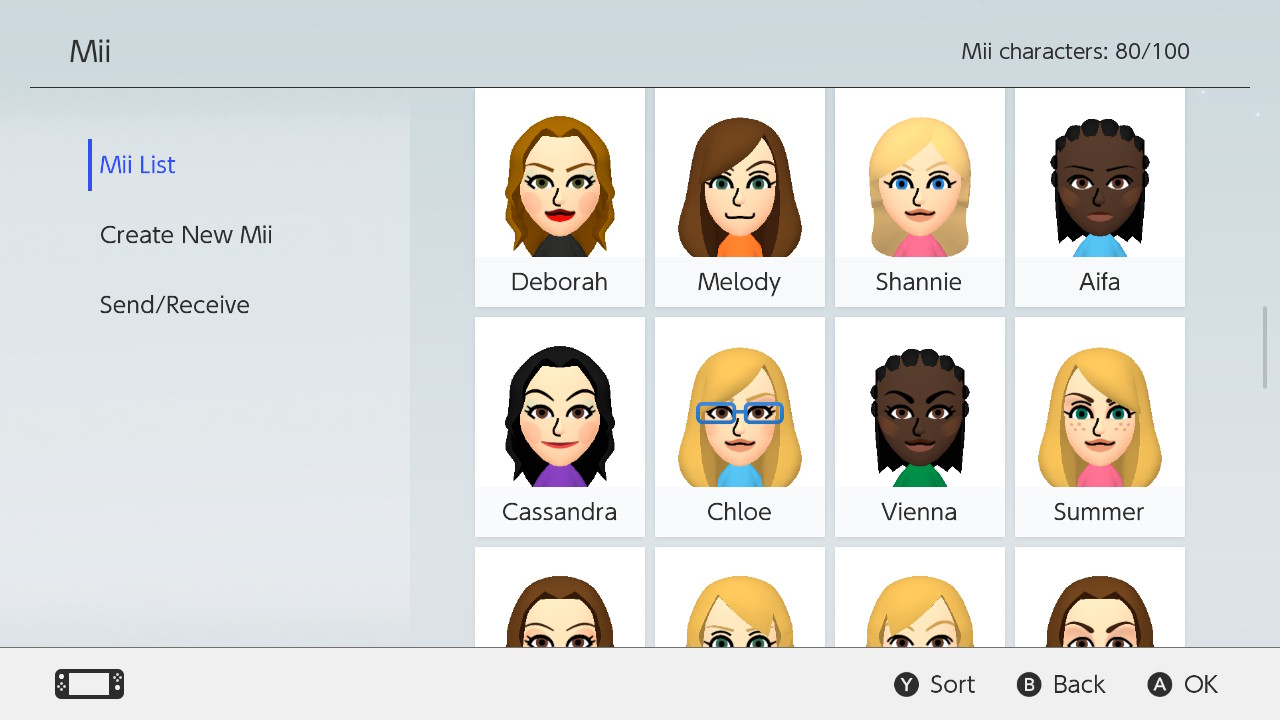 Mii
Mii characters: 80/100
Mii List
Create New Mii
Send/Receive
Deborah
Melody
Shannie
Aifa
Cassandra
Chloe
Vienna
Summer
Y Sort
B Back
A OK